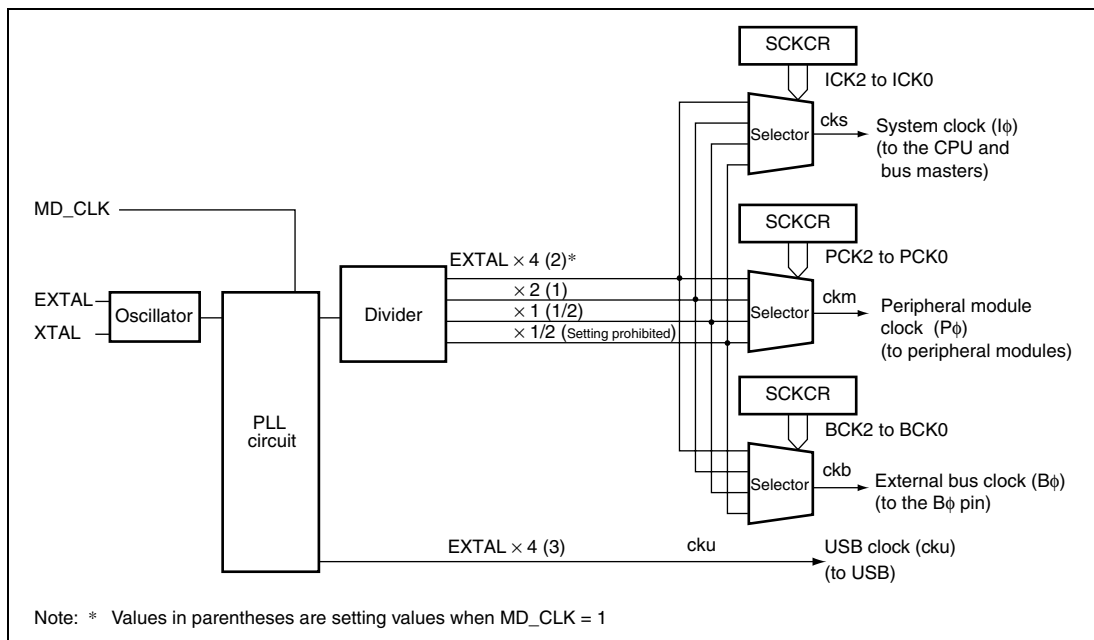 SCKCR
ICK2 to ICK0
Selector
cks
System clock (Iϕ)
(to the CPU and
bus masters)
MD_CLK
SCKCR
PCK2 to PCK0
EXTAL × 4 (2)*
× 2 (1)
× 1 (1/2)
× 1/2 (Setting prohibited)
EXTAL
XTAL
Oscillator
Divider
Selector
ckm
Peripheral module
clock (Pϕ)
(to peripheral modules)
SCKCR
BCK2 to BCK0
PLL
circuit
Selector
ckb
External bus clock (Bϕ)
(to the Bϕ pin)
EXTAL × 4 (3)
cku
USB clock (cku)
(to USB)
Note: * Values in parentheses are setting values when MD_CLK = 1